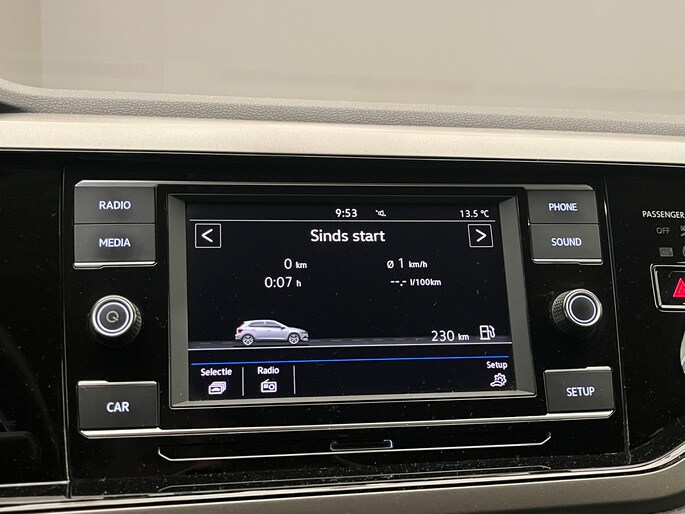 9:53 13.5 °C
RADIO
MEDIA
CAR
Sinds start
<
>
0 km ø 1 km/h
0:07 h --.- l/100km
230 km
Selectie Radio Setup
PHONE
SOUND
SETUP
PASSENGER
OFF